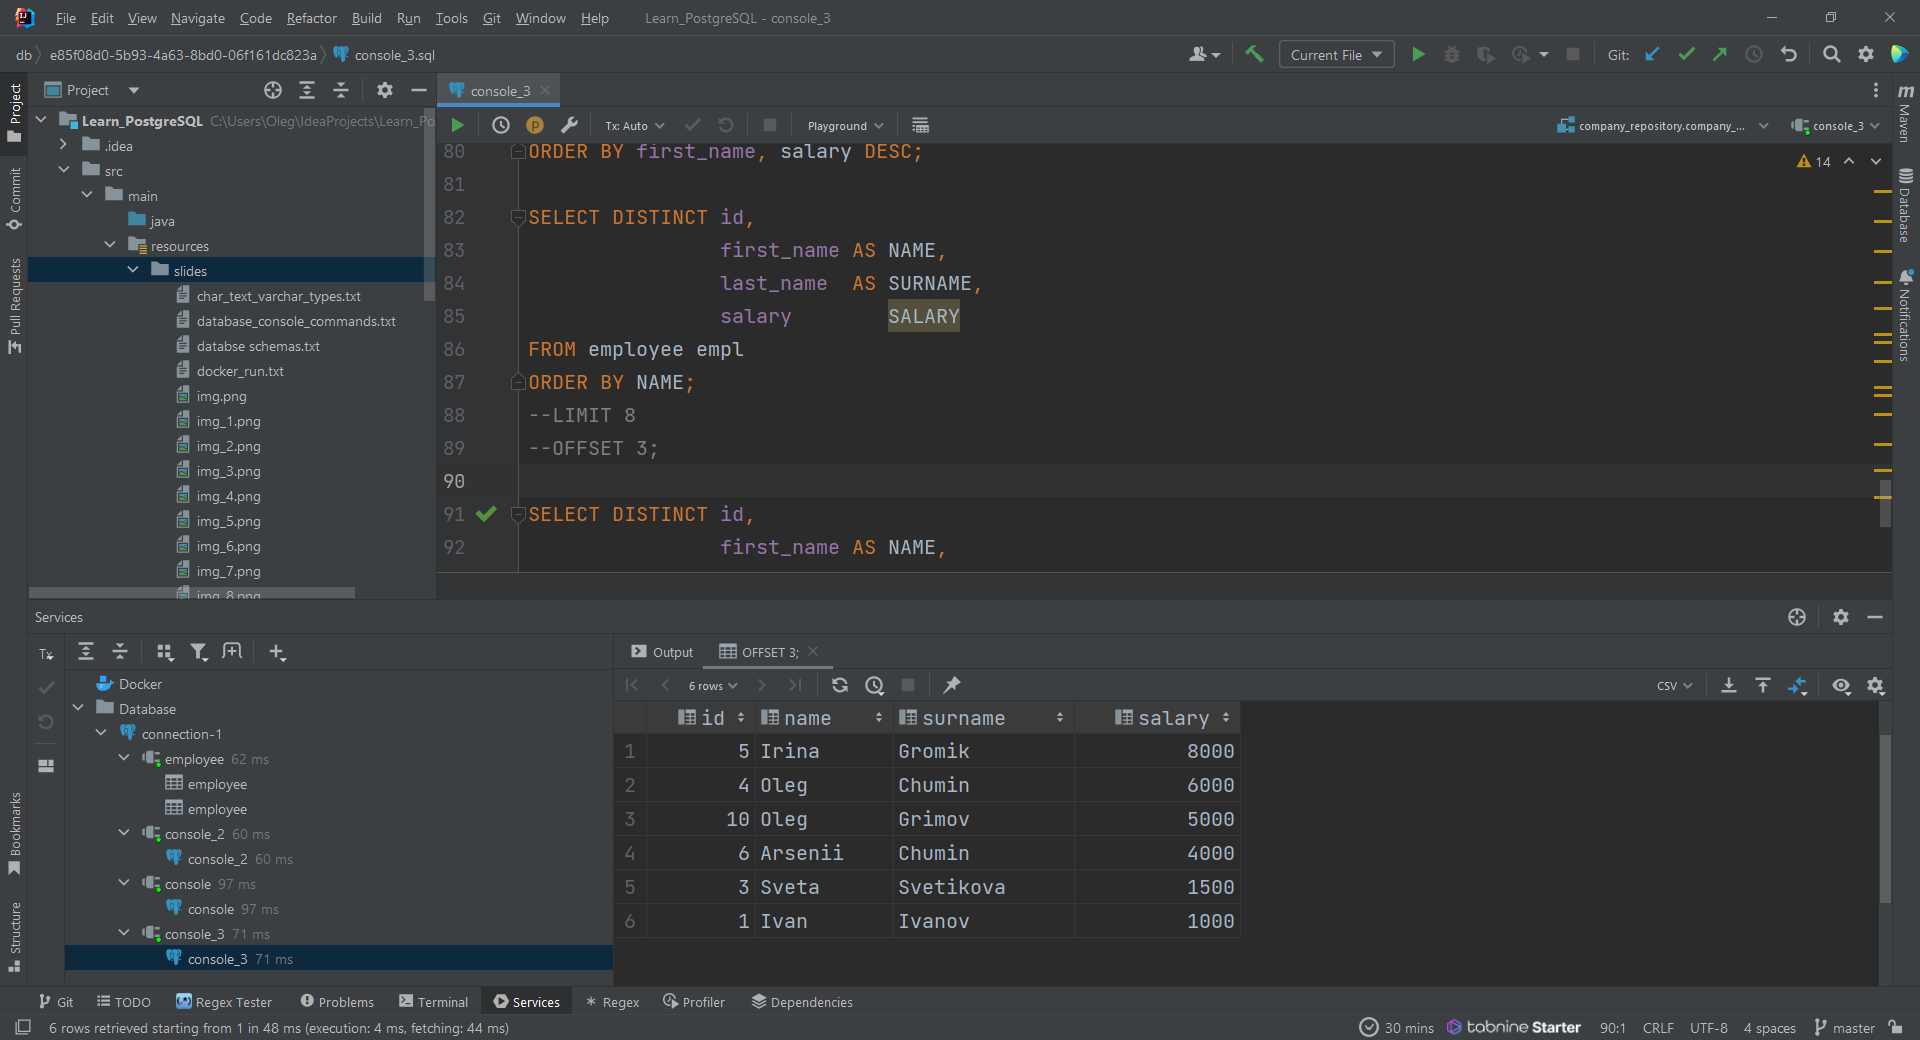 File Edit View Navigate Code Refactor Build Run Tools Git Window Help Learn_PostgreSQL - console_3
db e85f08d0-5b93-4a63-8bd0-06f161dc823a console_3.sql Current File Git:
Project
console_3
Tx: Auto Playground company_repository.company_... console_3
Learn_PostgreSQL C:\Users\Oleg\IdeaProjects\Learn_Po
.idea
src
main
java
resources
slides
char_text_varchar_types.txt
database_console_commands.txt
databse schemas.txt
docker_run.txt
img.png
img_1.png
img_2.png
img_3.png
img_4.png
img_5.png
img_6.png
img_7.png
img_8.png
Project
Commit
Pull Requests
Bookmarks
Structure
14
80 ORDER BY first_name, salary DESC;
81
82 SELECT DISTINCT id,
83 first_name AS NAME,
84 last_name AS SURNAME,
85 salary SALARY
86 FROM employee empl
87 ORDER BY NAME;
88 --LIMIT 8
89 --OFFSET 3;
90
91 SELECT DISTINCT id,
92 first_name AS NAME,
m Maven
Database
Notifications
Services
Tx
Docker
Database
connection-1
employee 62 ms
employee
employee
console_2 60 ms
console_2 60 ms
console 97 ms
console 97 ms
console_3 71 ms
console_3 71 ms
Output OFFSET 3;
6 rows CSV
id name surname salary
1 5 Irina Gromik 8000
2 4 Oleg Chumin 6000
3 10 Oleg Grimov 5000
4 6 Arsenii Chumin 4000
5 3 Sveta Svetikova 1500
6 1 Ivan Ivanov 1000
Git TODO Regex Tester Problems Terminal Services Regex Profiler Dependencies
6 rows retrieved starting from 1 in 48 ms (execution: 4 ms, fetching: 44 ms) 30 mins tabnine Starter 90:1 CRLF UTF-8 4 spaces master